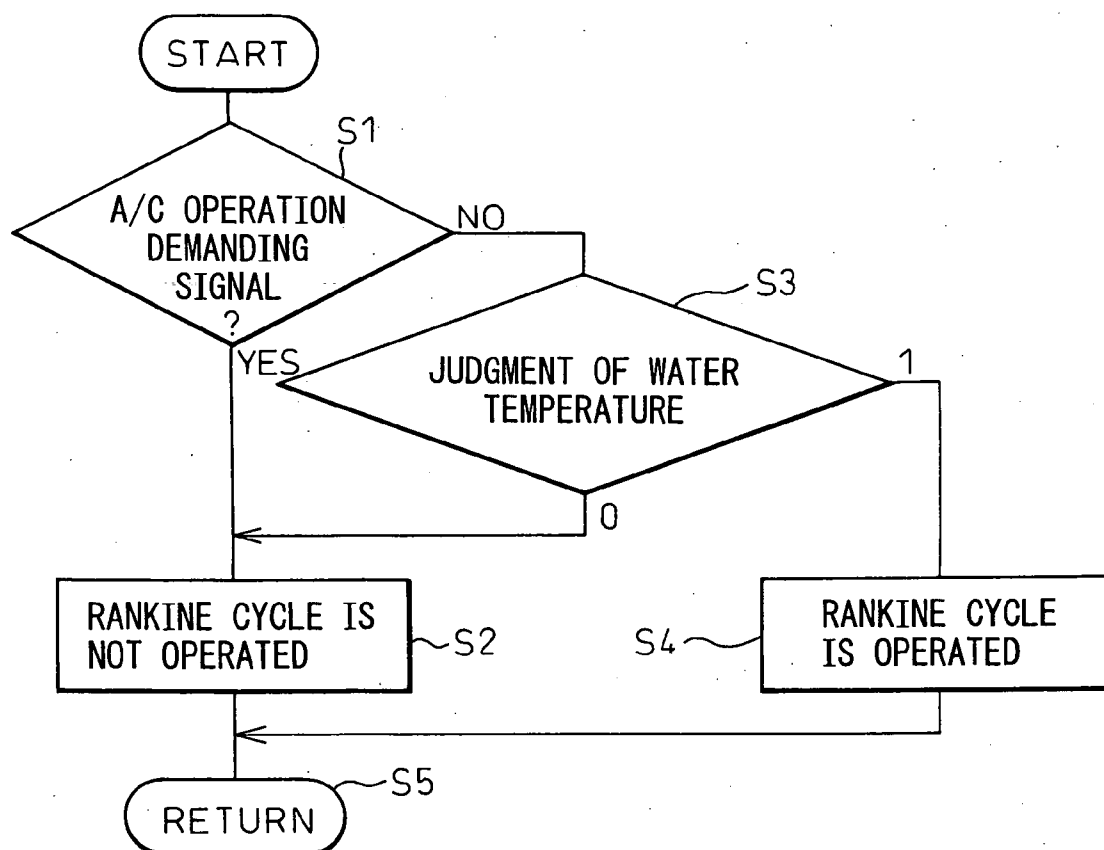 START
S1
A/C OPERATION
DEMANDING
SIGNAL
?
NO
YES
S3
JUDGMENT OF WATER
TEMPERATURE
1
0
RANKINE CYCLE IS
NOT OPERATED
S2
S4
RANKINE CYCLE
IS OPERATED
S5
RETURN